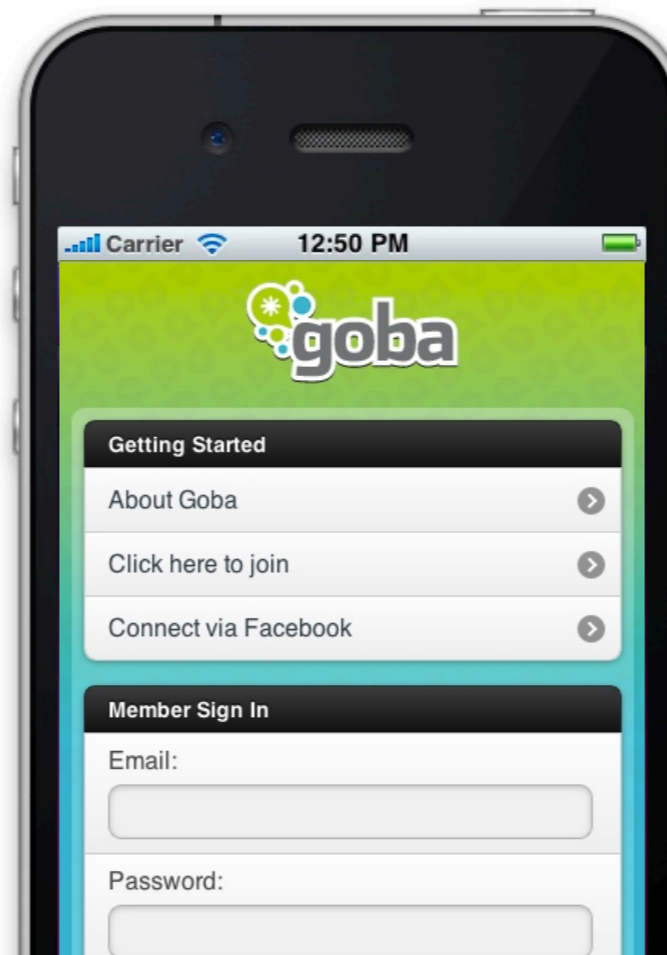 Carrier 12:50 PM
goba
Getting Started
About Goba
Click here to join
Connect via Facebook
Member Sign In
Email:
Password: